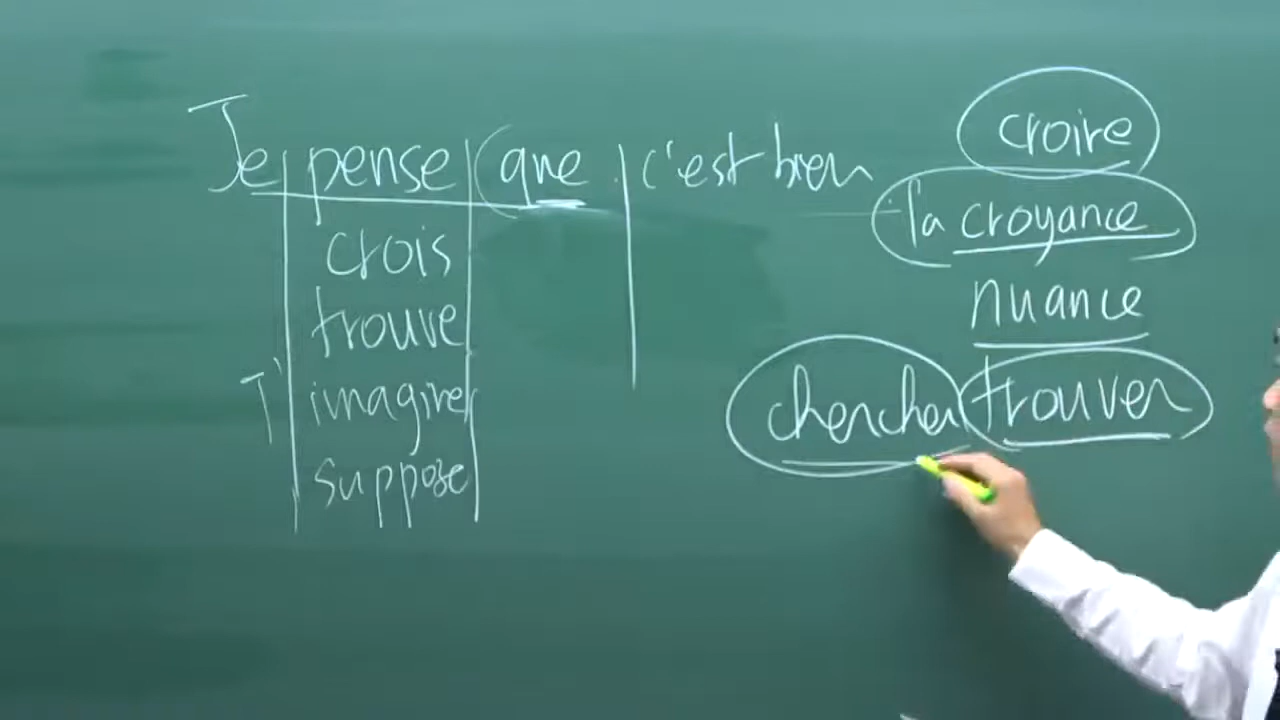 Je pense que c'est bien
crois
trouve
J' imagine
suppose
croire
la croyance
nuance
chercher trouver